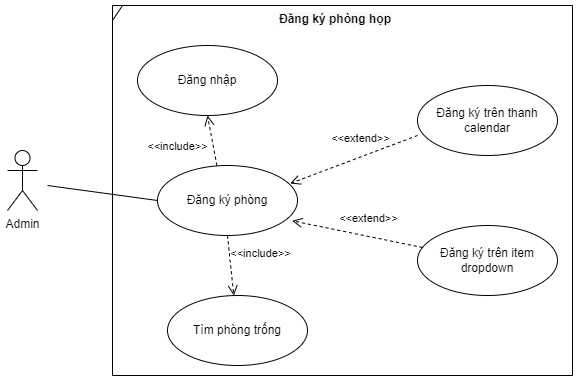 Đăng ký phòng họp
Đăng nhập
Đăng ký trên thanh
calendar
<<extend>>
<<include>>
Đăng ký phòng
Admin
<<extend>>
Đăng ký trên item
dropdown
<<include>>
Tìm phòng trống